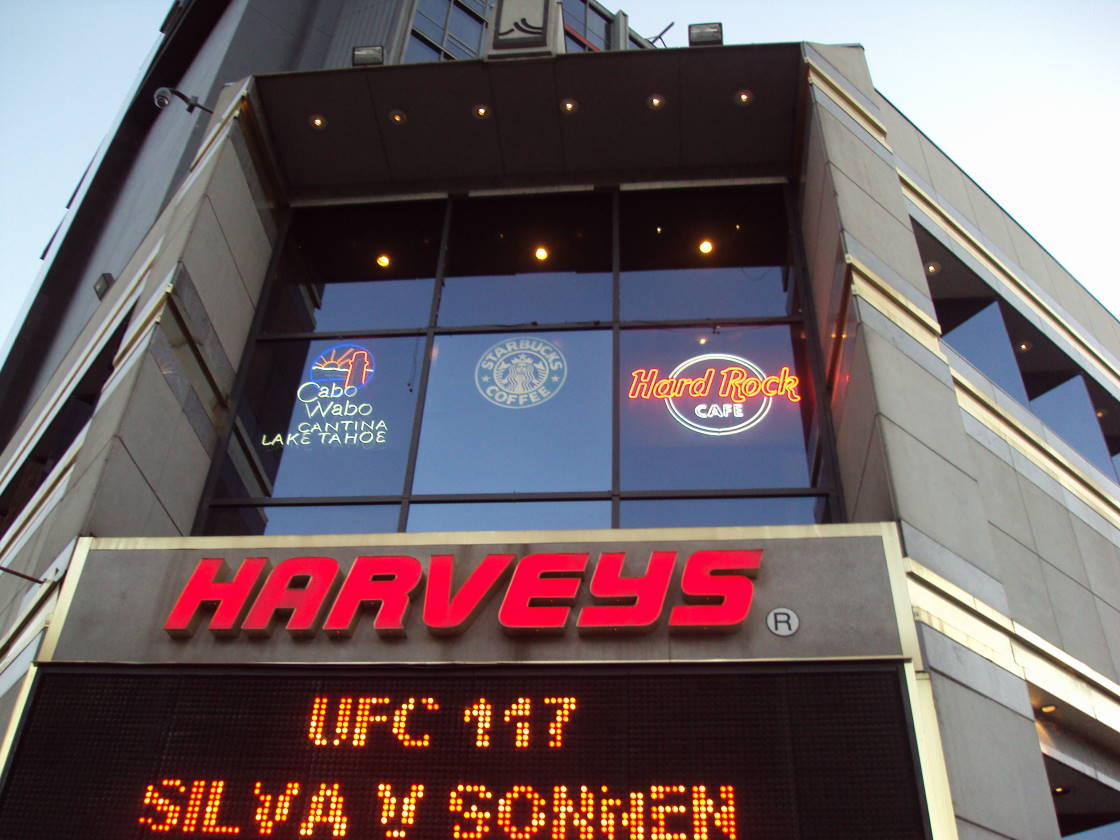 Cabo
Wabo
CANTINA
LAKE TAHOE
STARBUCKS
COFFEE
Hard Rock
CAFE
HARVEYS ®
UFC 117
SILVA V SONNEN